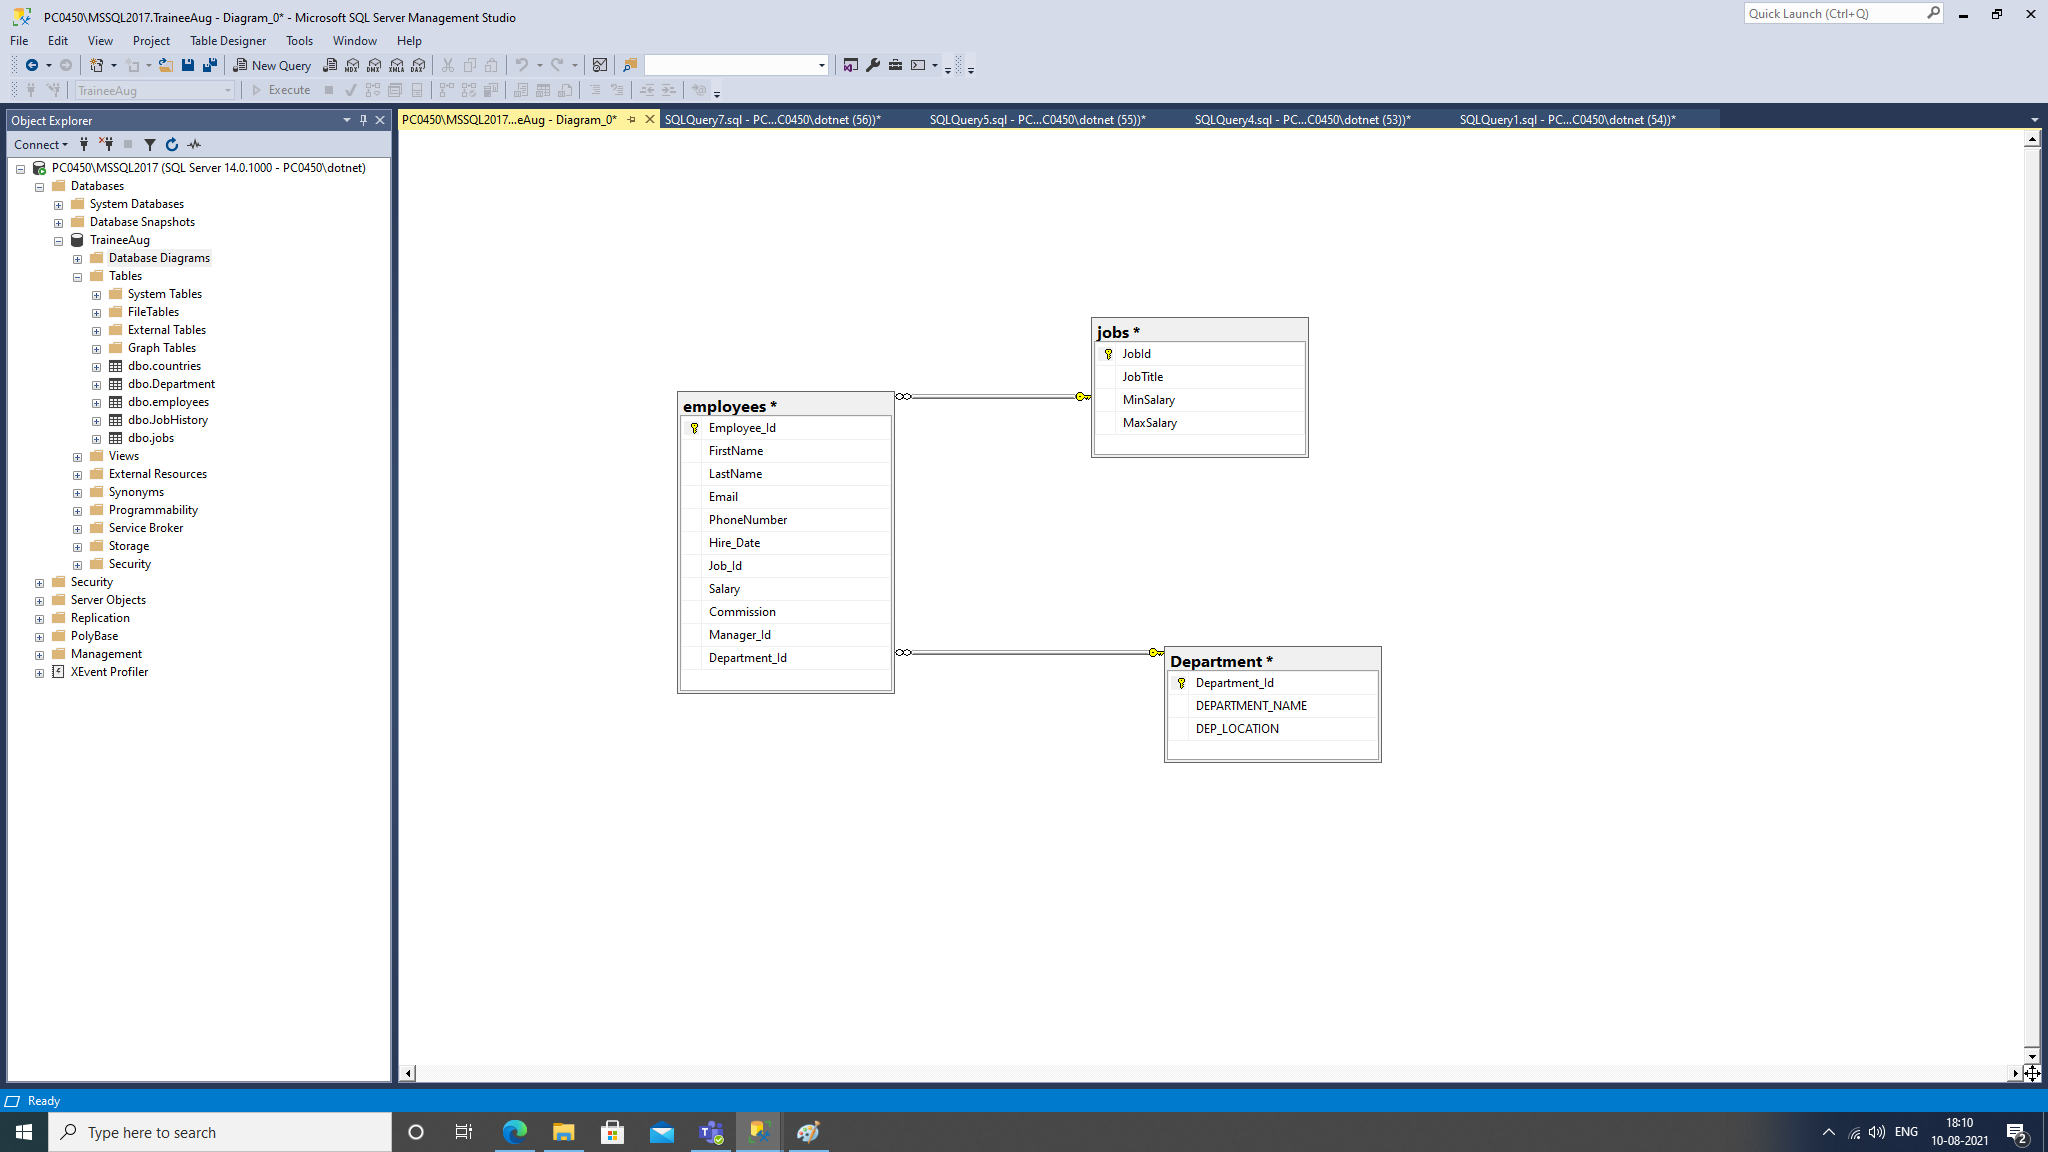 PC0450\MSSQL2017.TraineeAug - Diagram_0* - Microsoft SQL Server Management Studio
Quick Launch (Ctrl+Q)
File Edit View Project Table Designer Tools Window Help
New Query MDX DMX XMLA DAX
TraineeAug Execute
Object Explorer
PC0450\MSSQL2017...eAug - Diagram_0* SQLQuery7.sql - PC...C0450\dotnet (56))* SQLQuery5.sql - PC...C0450\dotnet (55))* SQLQuery4.sql - PC...C0450\dotnet (53))* SQLQuery1.sql - PC...C0450\dotnet (54))*
Connect
PC0450\MSSQL2017 (SQL Server 14.0.1000 - PC0450\dotnet)
Databases
System Databases
Database Snapshots
TraineeAug
Database Diagrams
Tables
System Tables
FileTables
External Tables
Graph Tables
dbo.countries
dbo.Department
dbo.employees
dbo.JobHistory
dbo.jobs
Views
External Resources
Synonyms
Programmability
Service Broker
Storage
Security
Security
Server Objects
Replication
PolyBase
Management
XEvent Profiler
jobs *
JobId
JobTitle
MinSalary
MaxSalary
employees *
Employee_Id
FirstName
LastName
Email
PhoneNumber
Hire_Date
Job_Id
Salary
Commission
Manager_Id
Department_Id
Department *
Department_Id
DEPARTMENT_NAME
DEP_LOCATION
Ready
Type here to search
ENG
18:10
10-08-2021
2